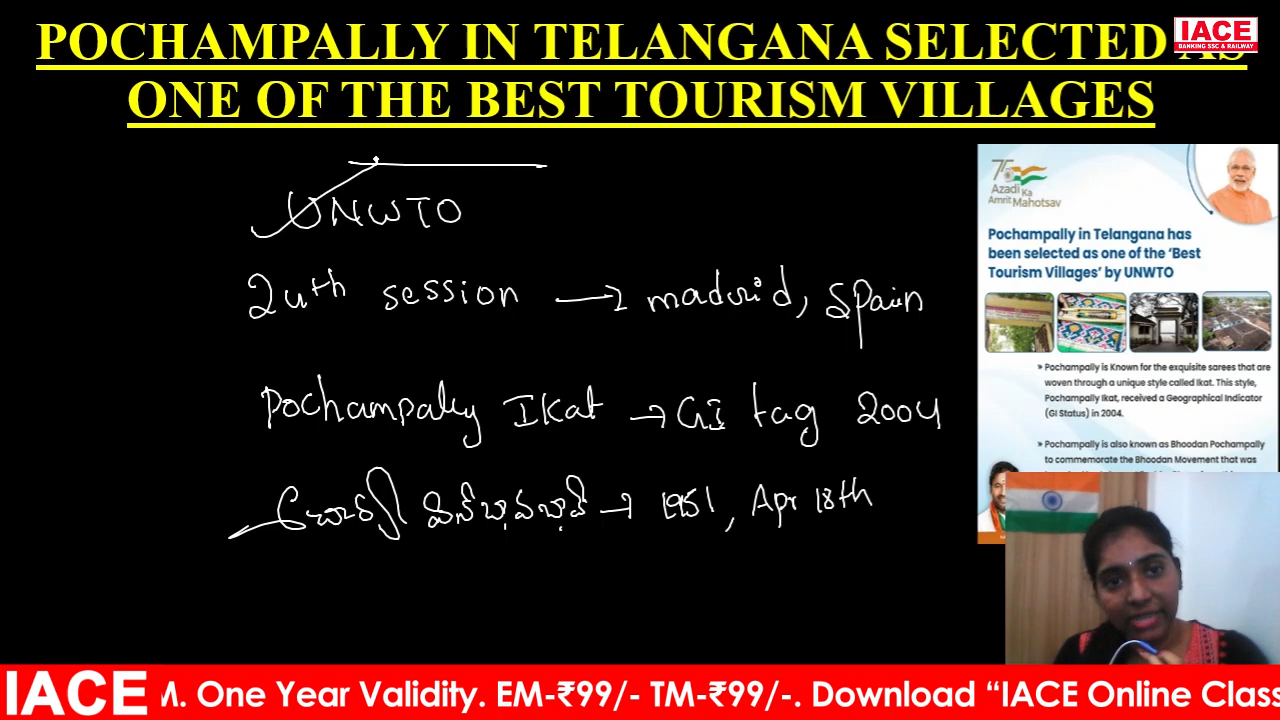 POCHAMPALLY IN TELANGANA SELECTED AS
IACE
BANKING SSC & RAILWAY
ONE OF THE BEST TOURISM VILLAGES
UNWTO
24th session → madrid, Spain
Pochampally IKat → GI tag 2004
ఆచార్య వినోబాభావే → 1951, Apr 18th
75
Azadi Ka
Amrit Mahotsav
Pochampally in Telangana has
been selected as one of the ‘Best
Tourism Villages’ by UNWTO
» Pochampally is Known for the exquisite sarees that are
woven through a unique style called Ikat. This style,
Pochampally Ikat, received a Geographical Indicator
(GI Status) in 2004.
» Pochampally is also known as Bhoodan Pochampally
to commemorate the Bhoodan Movement that was
IACE M. One Year Validity. EM-₹99/- TM-₹99/-. Download “IACE Online Class